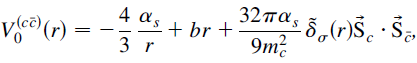 $V_0^{(c\bar{c})}(r) = -\frac{4}{3}\frac{\alpha_s}{r} + br + \frac{32\pi\alpha_s}{9m_c^2}\tilde{\delta}_\sigma(r)\vec{S}_c \cdot \vec{S}_{\bar{c}},$